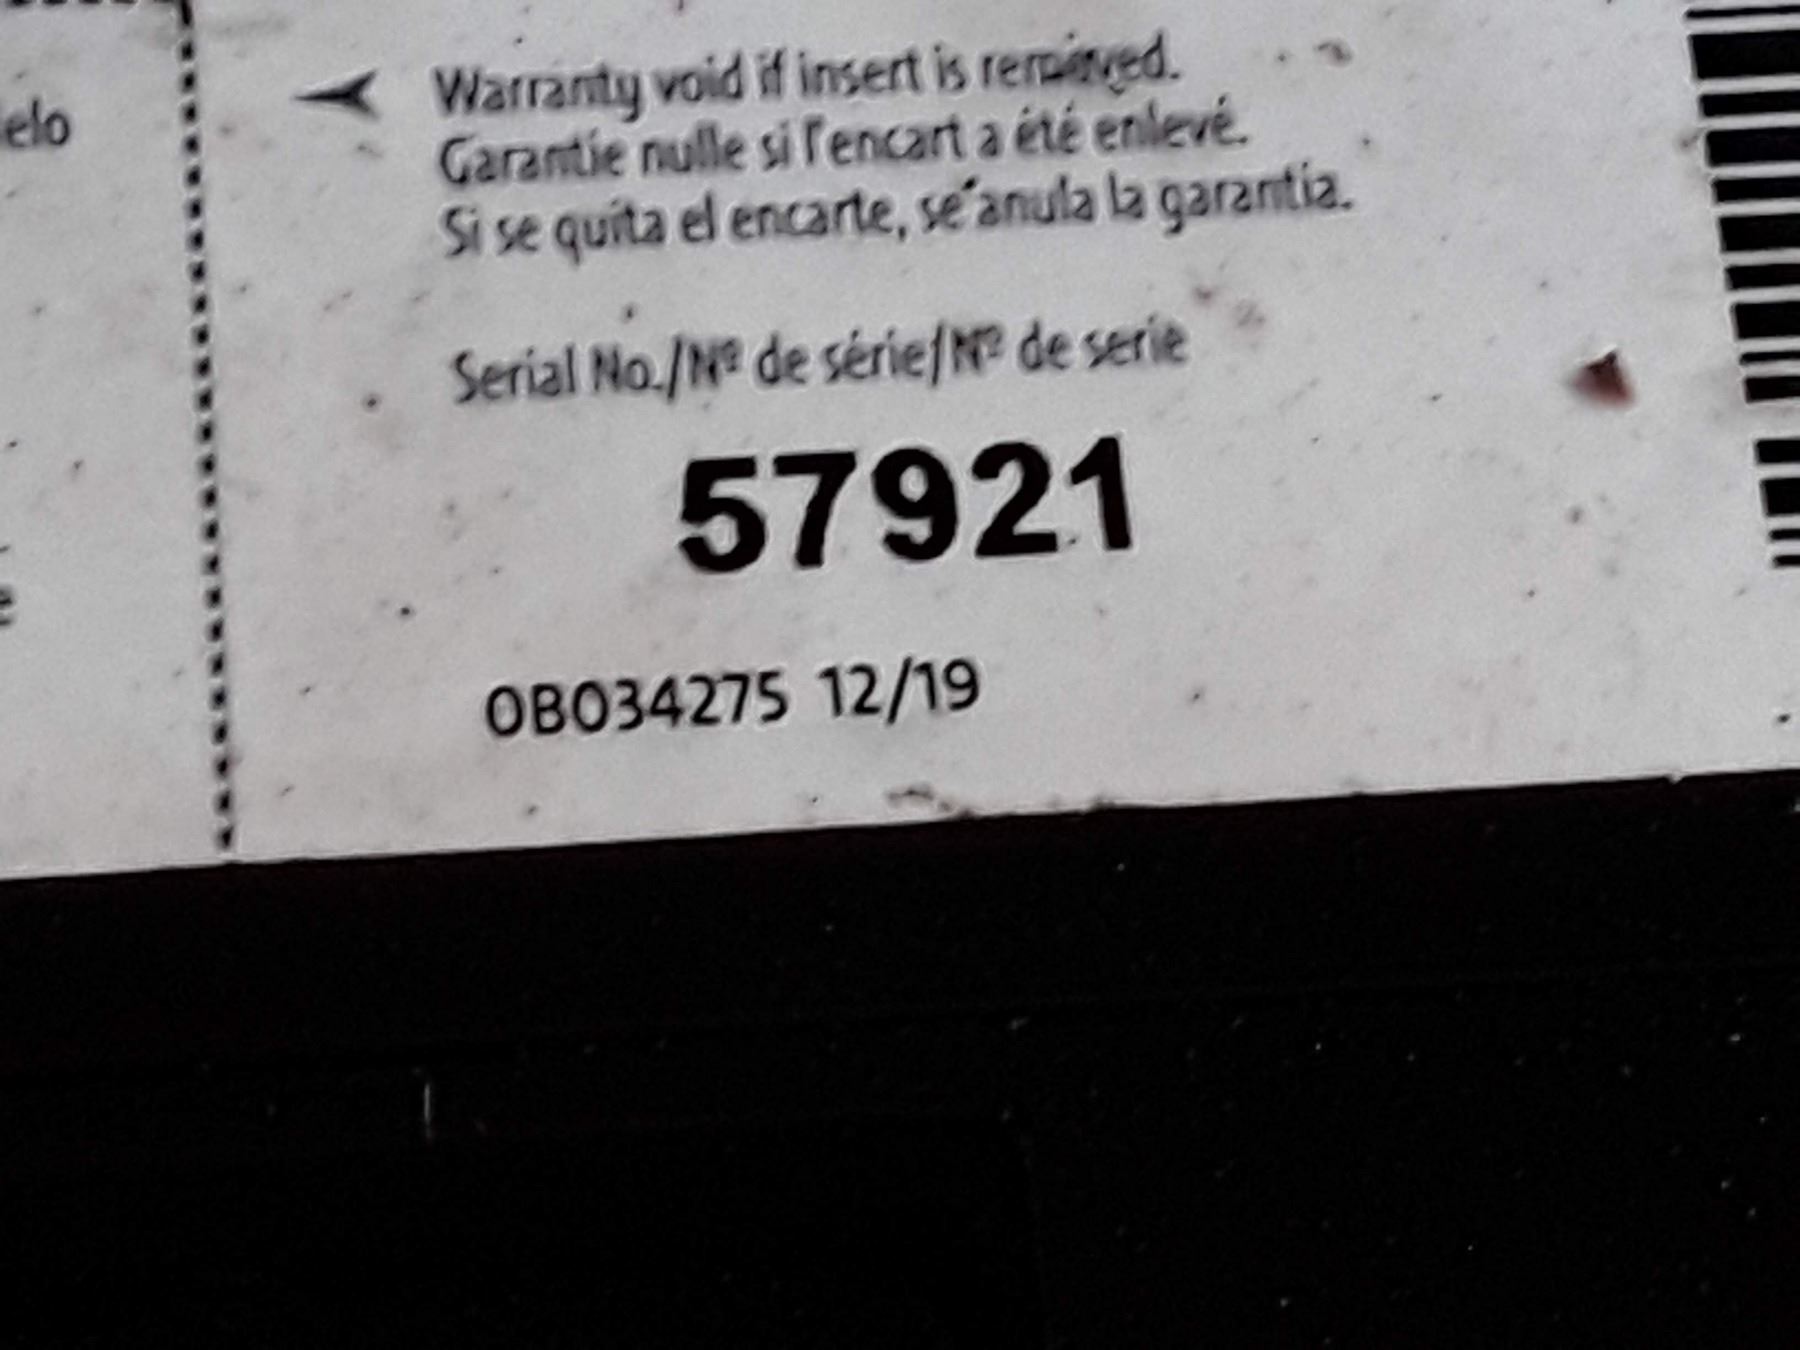 elo
Warranty void if insert is removed.
Garantie nulle si l'encart a été enlevé.
Si se quita el encarte, se anula la garantía.
Serial No./Nº de série/Nº de serie
57921
0B034275 12/19